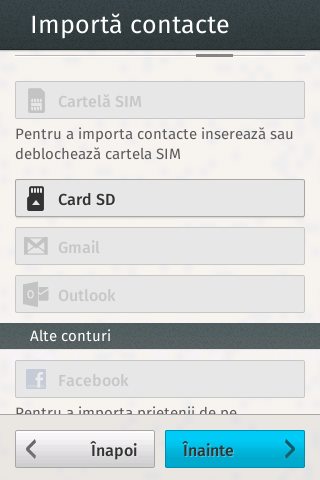 Importă contacte
Cartelă SIM
Pentru a importa contacte inserează sau
deblochează cartela SIM
Card SD
Gmail
Outlook
Alte conturi
Facebook
Pentru a importa prietenii de pe
Înapoi
Înainte